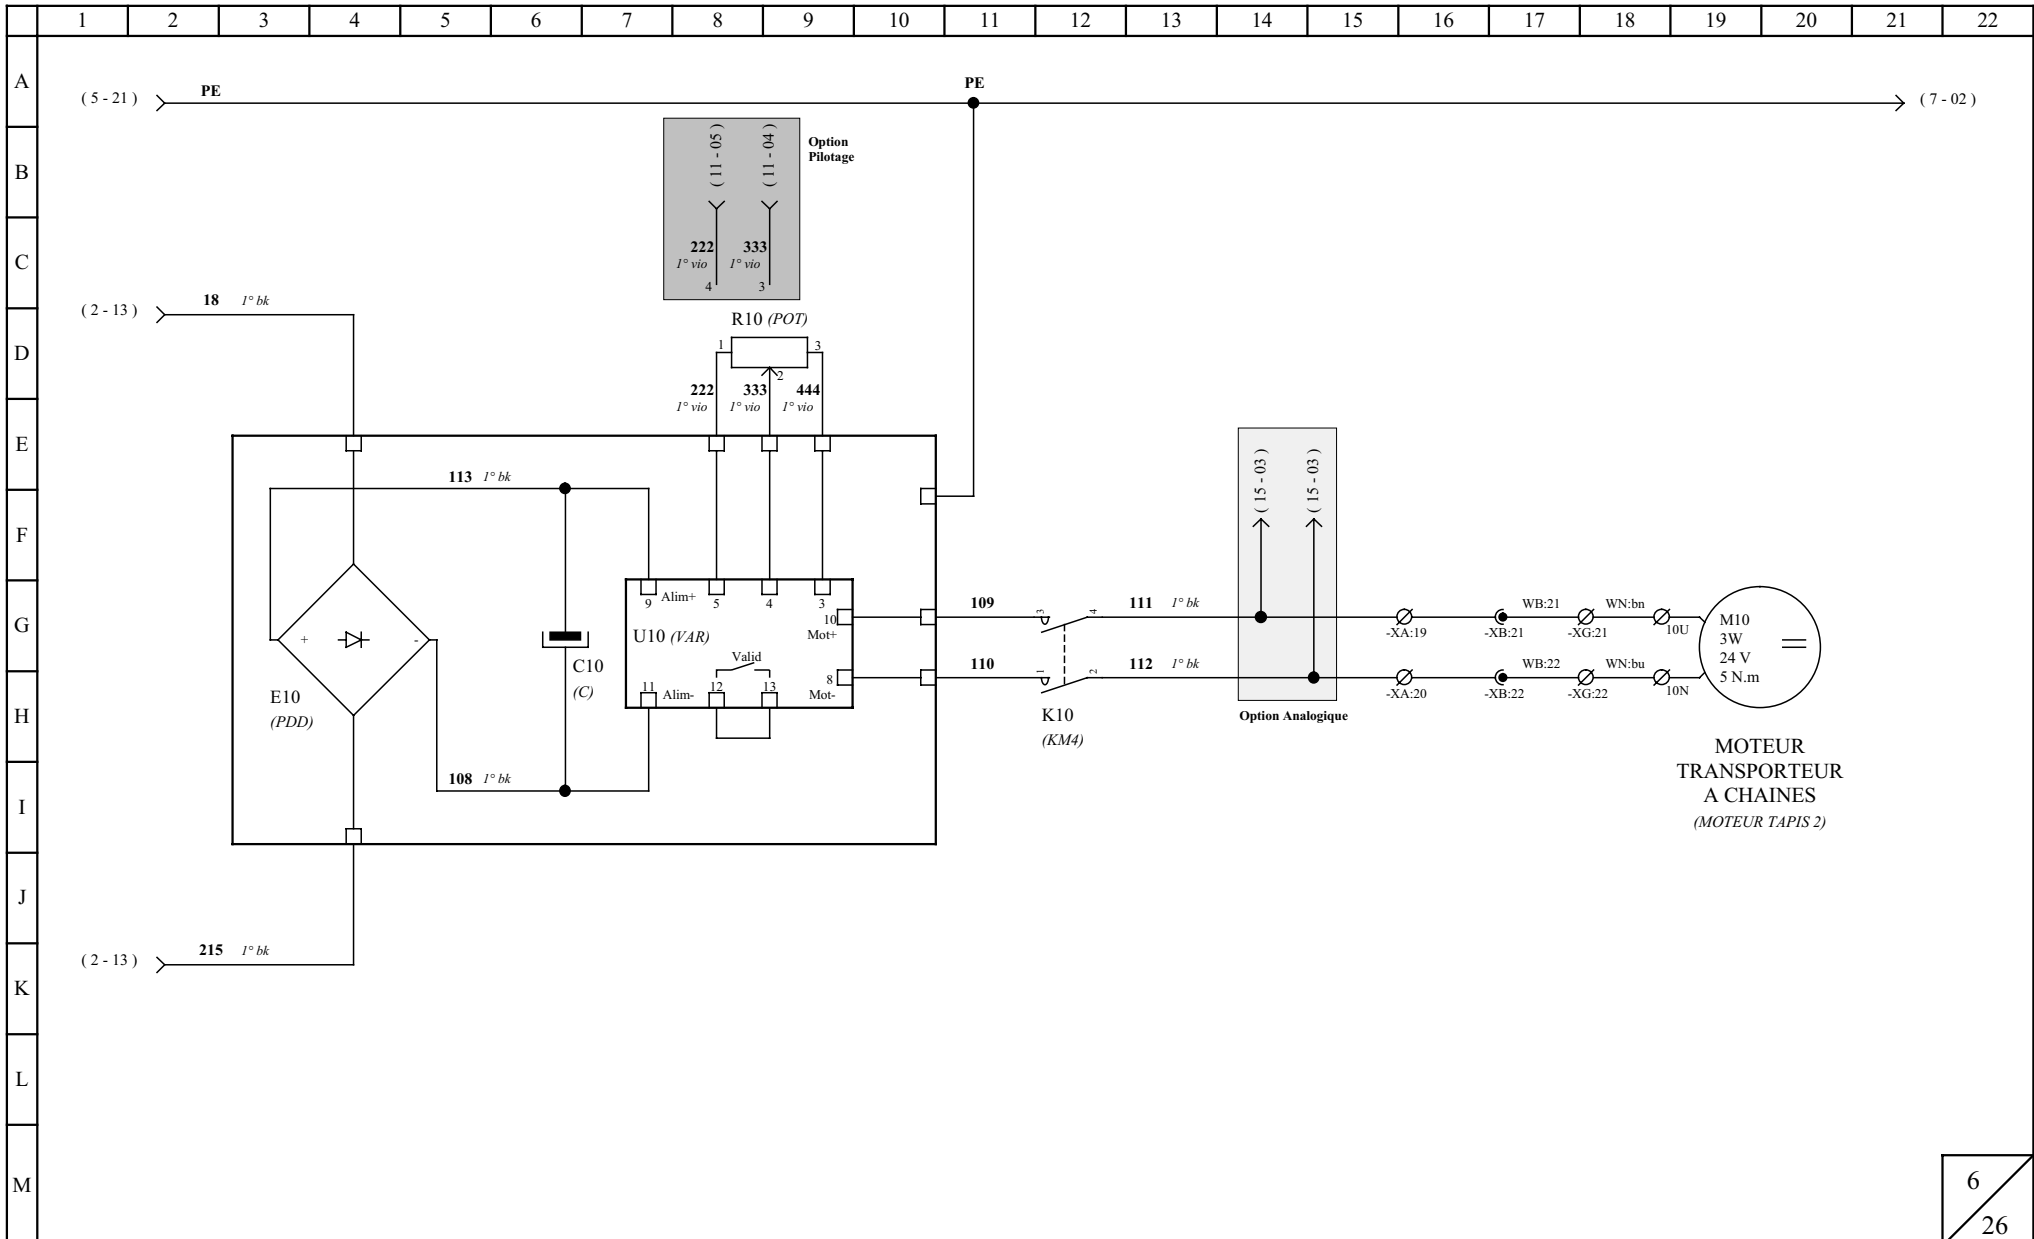 1 2 3 4 5 6 7 8 9 10 11 12 13 14 15 16 17 18 19 20 21 22
A
( 5 - 21 )
PE
PE
( 7 - 02 )
B
( 11 - 05 )
( 11 - 04 )
Option
Pilotage
C
222
333
1° vio
1° vio
4
3
( 2 - 13 )
18
1° bk
R10 (POT)
D
1
3
2
222
333
444
1° vio
1° vio
1° vio
E
113
1° bk
( 15 - 03 )
( 15 - 03 )
F
9
Alim+
5
4
3
G
+
-
U10 (VAR)
10
Mot+
109
3
4
111
1° bk
-XA:19
WB:21
-XB:21
WN:bn
-XG:21
10U
M10
3W
24 V
5 N.m
C10
(C)
Valid
11
Alim-
12
13
8
Mot-
110
1
2
112
1° bk
-XA:20
WB:22
-XB:22
WN:bu
-XG:22
10N
H
E10
(PDD)
K10
(KM4)
Option Analogique
MOTEUR
TRANSPORTEUR
A CHAINES
(MOTEUR TAPIS 2)
I
108
1° bk
J
( 2 - 13 )
215
1° bk
K
L
M
6
26